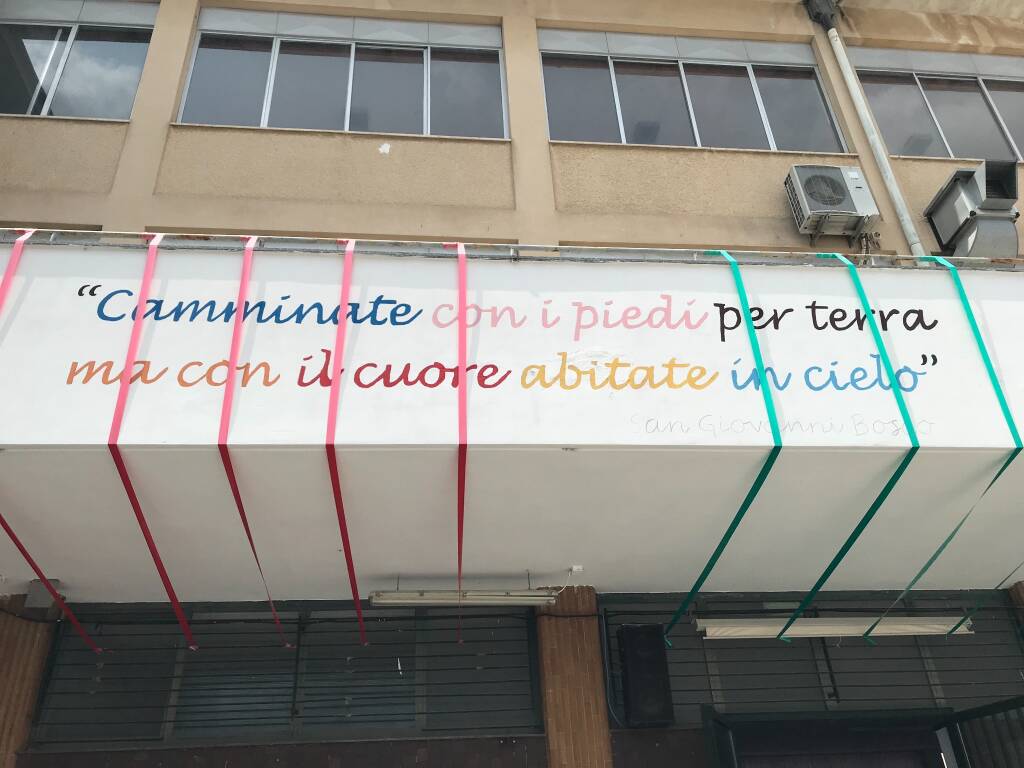 “Camminate con i piedi per terra
ma con il cuore abitate in cielo”
San Giovanni Bosco